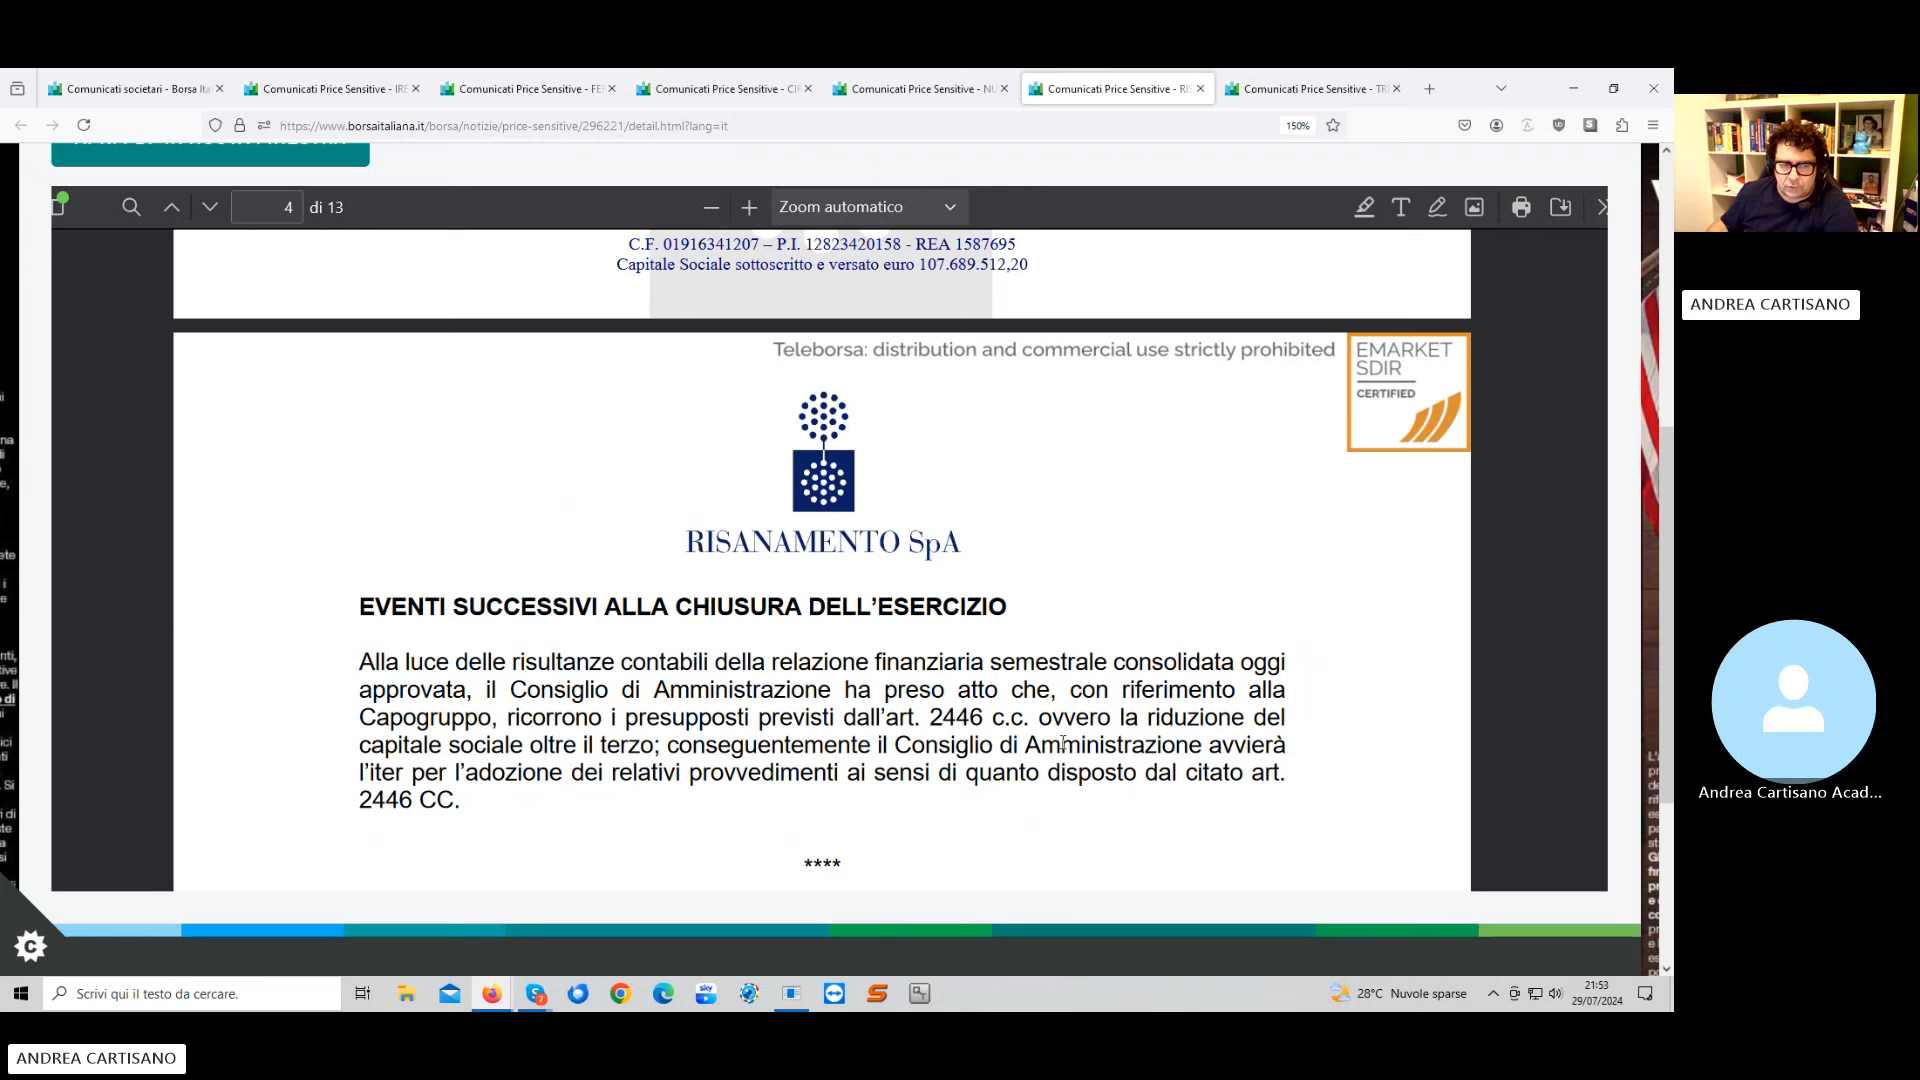 Comunicati societari - Borsa Ita
Comunicati Price Sensitive - IRE
Comunicati Price Sensitive - FE
Comunicati Price Sensitive - CIR
Comunicati Price Sensitive - NU
Comunicati Price Sensitive - RIS
Comunicati Price Sensitive - TR
https://www.borsaitaliana.it/borsa/notizie/price-sensitive/296221/detail.html?lang=it
150%
4 di 13
Zoom automatico
C.F. 01916341207 – P.I. 12823420158 - REA 1587695
Capitale Sociale sottoscritto e versato euro 107.689.512,20
Teleborsa: distribution and commercial use strictly prohibited
EMARKET
SDIR
CERTIFIED
RISANAMENTO SpA
EVENTI SUCCESSIVI ALLA CHIUSURA DELL’ESERCIZIO
Alla luce delle risultanze contabili della relazione finanziaria semestrale consolidata oggi
approvata, il Consiglio di Amministrazione ha preso atto che, con riferimento alla
Capogruppo, ricorrono i presupposti previsti dall’art. 2446 c.c. ovvero la riduzione del
capitale sociale oltre il terzo; conseguentemente il Consiglio di Amministrazione avvierà
l’iter per l’adozione dei relativi provvedimenti ai sensi di quanto disposto dal citato art.
2446 CC.
****
ANDREA CARTISANO
Andrea Cartisano Acad...
Scrivi qui il testo da cercare.
sky
28°C Nuvole sparse
21:53
29/07/2024
ANDREA CARTISANO